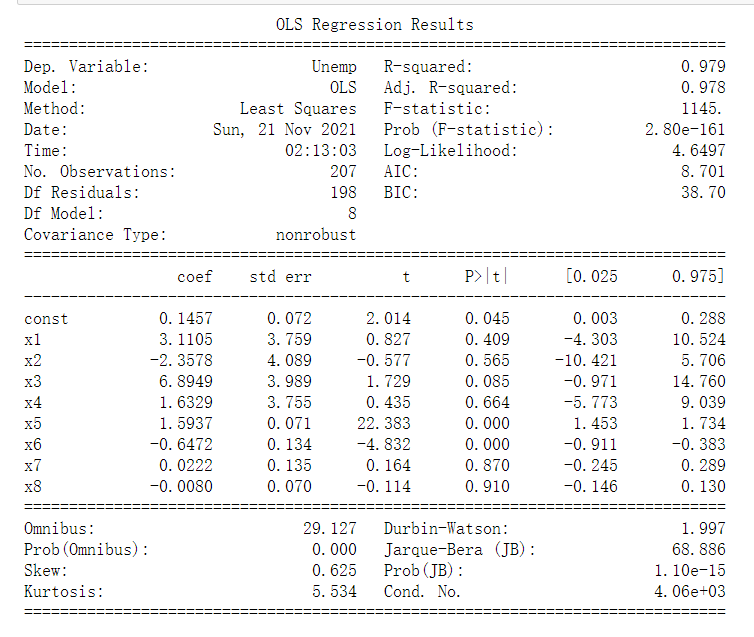 OLS Regression Results
==============================================================================
Dep. Variable: Unemp R-squared: 0.979
Model: OLS Adj. R-squared: 0.978
Method: Least Squares F-statistic: 1145.
Date: Sun, 21 Nov 2021 Prob (F-statistic): 2.80e-161
Time: 02:13:03 Log-Likelihood: 4.6497
No. Observations: 207 AIC: 8.701
Df Residuals: 198 BIC: 38.70
Df Model: 8
Covariance Type: nonrobust
==============================================================================
coef std err t P>|t| [0.025 0.975]
------------------------------------------------------------------------------
const 0.1457 0.072 2.014 0.045 0.003 0.288
x1 3.1105 3.759 0.827 0.409 -4.303 10.524
x2 -2.3578 4.089 -0.577 0.565 -10.421 5.706
x3 6.8949 3.989 1.729 0.085 -0.971 14.760
x4 1.6329 3.755 0.435 0.664 -5.773 9.039
x5 1.5937 0.071 22.383 0.000 1.453 1.734
x6 -0.6472 0.134 -4.832 0.000 -0.911 -0.383
x7 0.0222 0.135 0.164 0.870 -0.245 0.289
x8 -0.0080 0.070 -0.114 0.910 -0.146 0.130
==============================================================================
Omnibus: 29.127 Durbin-Watson: 1.997
Prob(Omnibus): 0.000 Jarque-Bera (JB): 68.886
Skew: 0.625 Prob(JB): 1.10e-15
Kurtosis: 5.534 Cond. No. 4.06e+03
==============================================================================